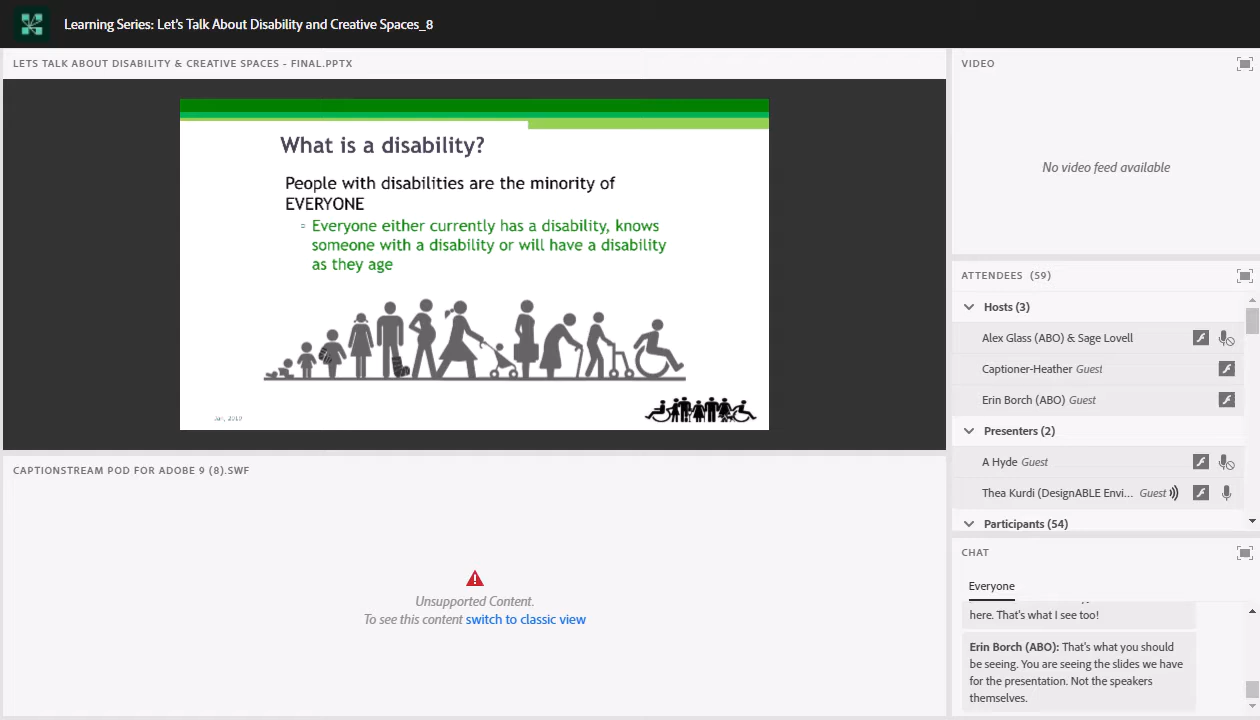 Learning Series: Let's Talk About Disability and Creative Spaces_8
LETS TALK ABOUT DISABILITY & CREATIVE SPACES - FINAL.PPTX
What is a disability?
People with disabilities are the minority of
EVERYONE
Everyone either currently has a disability, knows
someone with a disability or will have a disability
as they age
Jan, 2019
CAPTIONSTREAM POD FOR ADOBE 9 (8).SWF
Unsupported Content.
To see this content switch to classic view
VIDEO
No video feed available
ATTENDEES (59)
Hosts (3)
Alex Glass (ABO) & Sage Lovell
Captioner-Heather Guest
Erin Borch (ABO) Guest
Presenters (2)
A Hyde Guest
Thea Kurdi (DesignABLE Envi... Guest
Participants (54)
CHAT
Everyone
here. That's what I see too!
Erin Borch (ABO): That's what you should
be seeing. You are seeing the slides we have
for the presentation. Not the speakers
themselves.